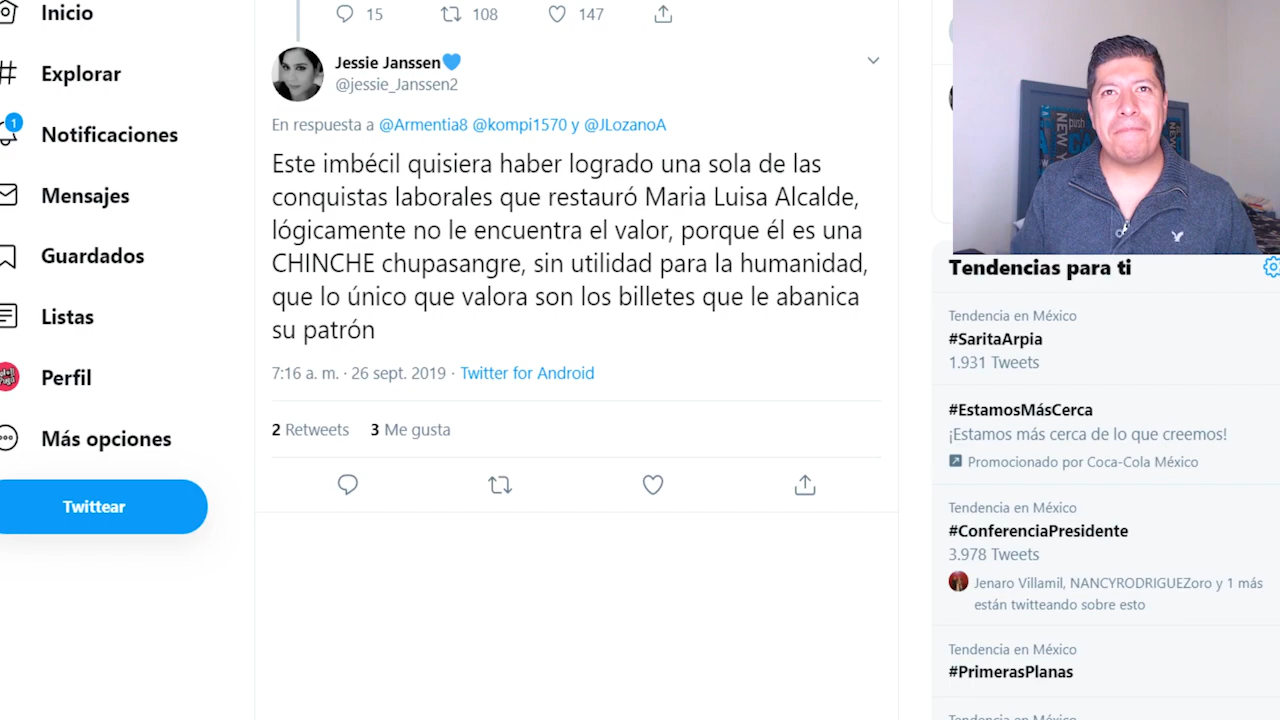 Inicio
Explorar
1
Notificaciones
Mensajes
Guardados
Listas
Perfil
Más opciones
Twittear
15 108 147
Jessie Janssen
@jessie_Janssen2
En respuesta a @Armentia8 @kompi1570 y @JLozanoA
Este imbécil quisiera haber logrado una sola de las
conquistas laborales que restauró Maria Luisa Alcalde,
lógicamente no le encuentra el valor, porque él es una
CHINCHE chupasangre, sin utilidad para la humanidad,
que lo único que valora son los billetes que le abanica
su patrón
7:16 a. m. · 26 sept. 2019 · Twitter for Android
2 Retweets 3 Me gusta
push
NEW
Tendencias para ti
Tendencia en México
#SaritaArpia
1.931 Tweets
#EstamosMásCerca
¡Estamos más cerca de lo que creemos!
Promocionado por Coca-Cola México
Tendencia en México
#ConferenciaPresidente
3.978 Tweets
Jenaro Villamil, NANCYRODRIGUEZoro y 1 más
están twitteando sobre esto
Tendencia en México
#PrimerasPlanas
Tendencia en México